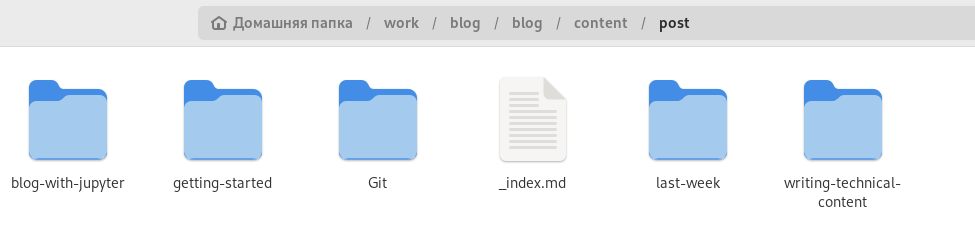 Домашняя папка / work / blog / blog / content / post
blog-with-jupyter getting-started Git _index.md last-week writing-technical-
content